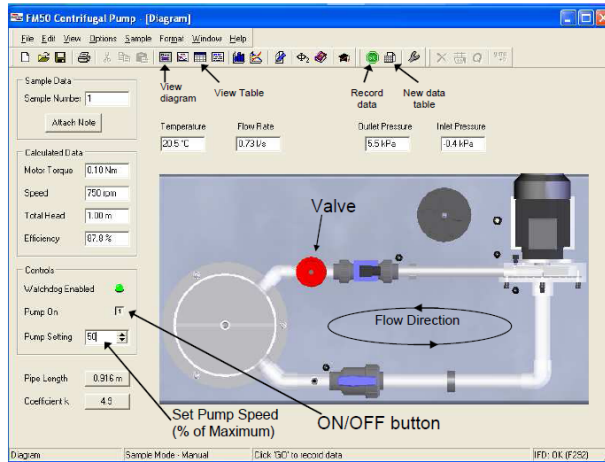 FM50 Centrifugal Pump - [Diagram]
File Edit View Options Sample Format Window Help
Sample Data
Sample Number 1
Attach Note
View diagram
View Table
Record data
New data table
Temperature
20.5 °C
Flow Rate
0.73 l/s
Outlet Pressure
5.5 kPa
Inlet Pressure
-0.4 kPa
Calculated Data
Motor Torque 0.10 Nm
Speed 750 rpm
Total Head 1.00 m
Efficiency 87.8 %
Valve
Flow Direction
Controls
Watchdog Enabled
Pump On 1
Pump Setting 50
Pipe Length 0.916 m
Coefficient k 4.9
Set Pump Speed
(% of Maximum)
ON/OFF button
Diagram
Sample Mode - Manual
Click 'GO' to record data
IFD: OK (F292)